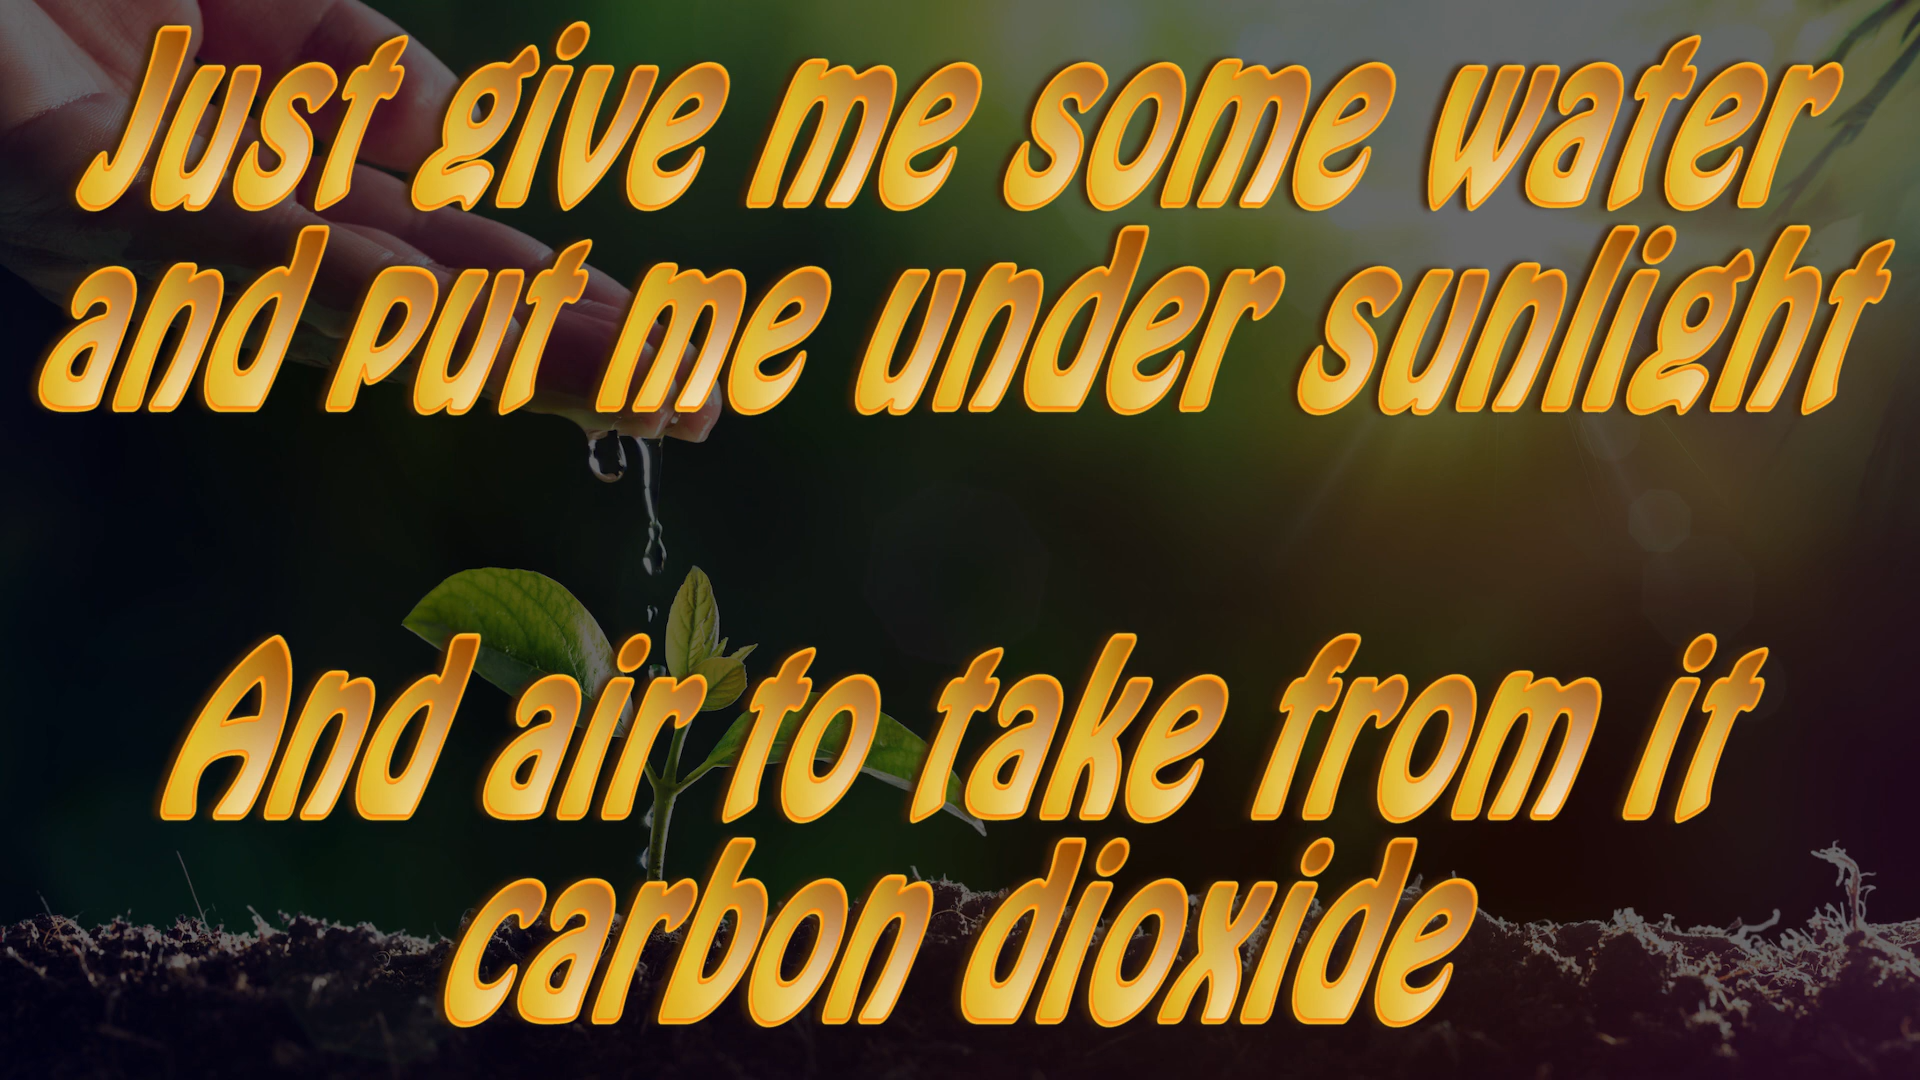 Just give me some water
and put me under sunlight
And air to take from it
carbon dioxide